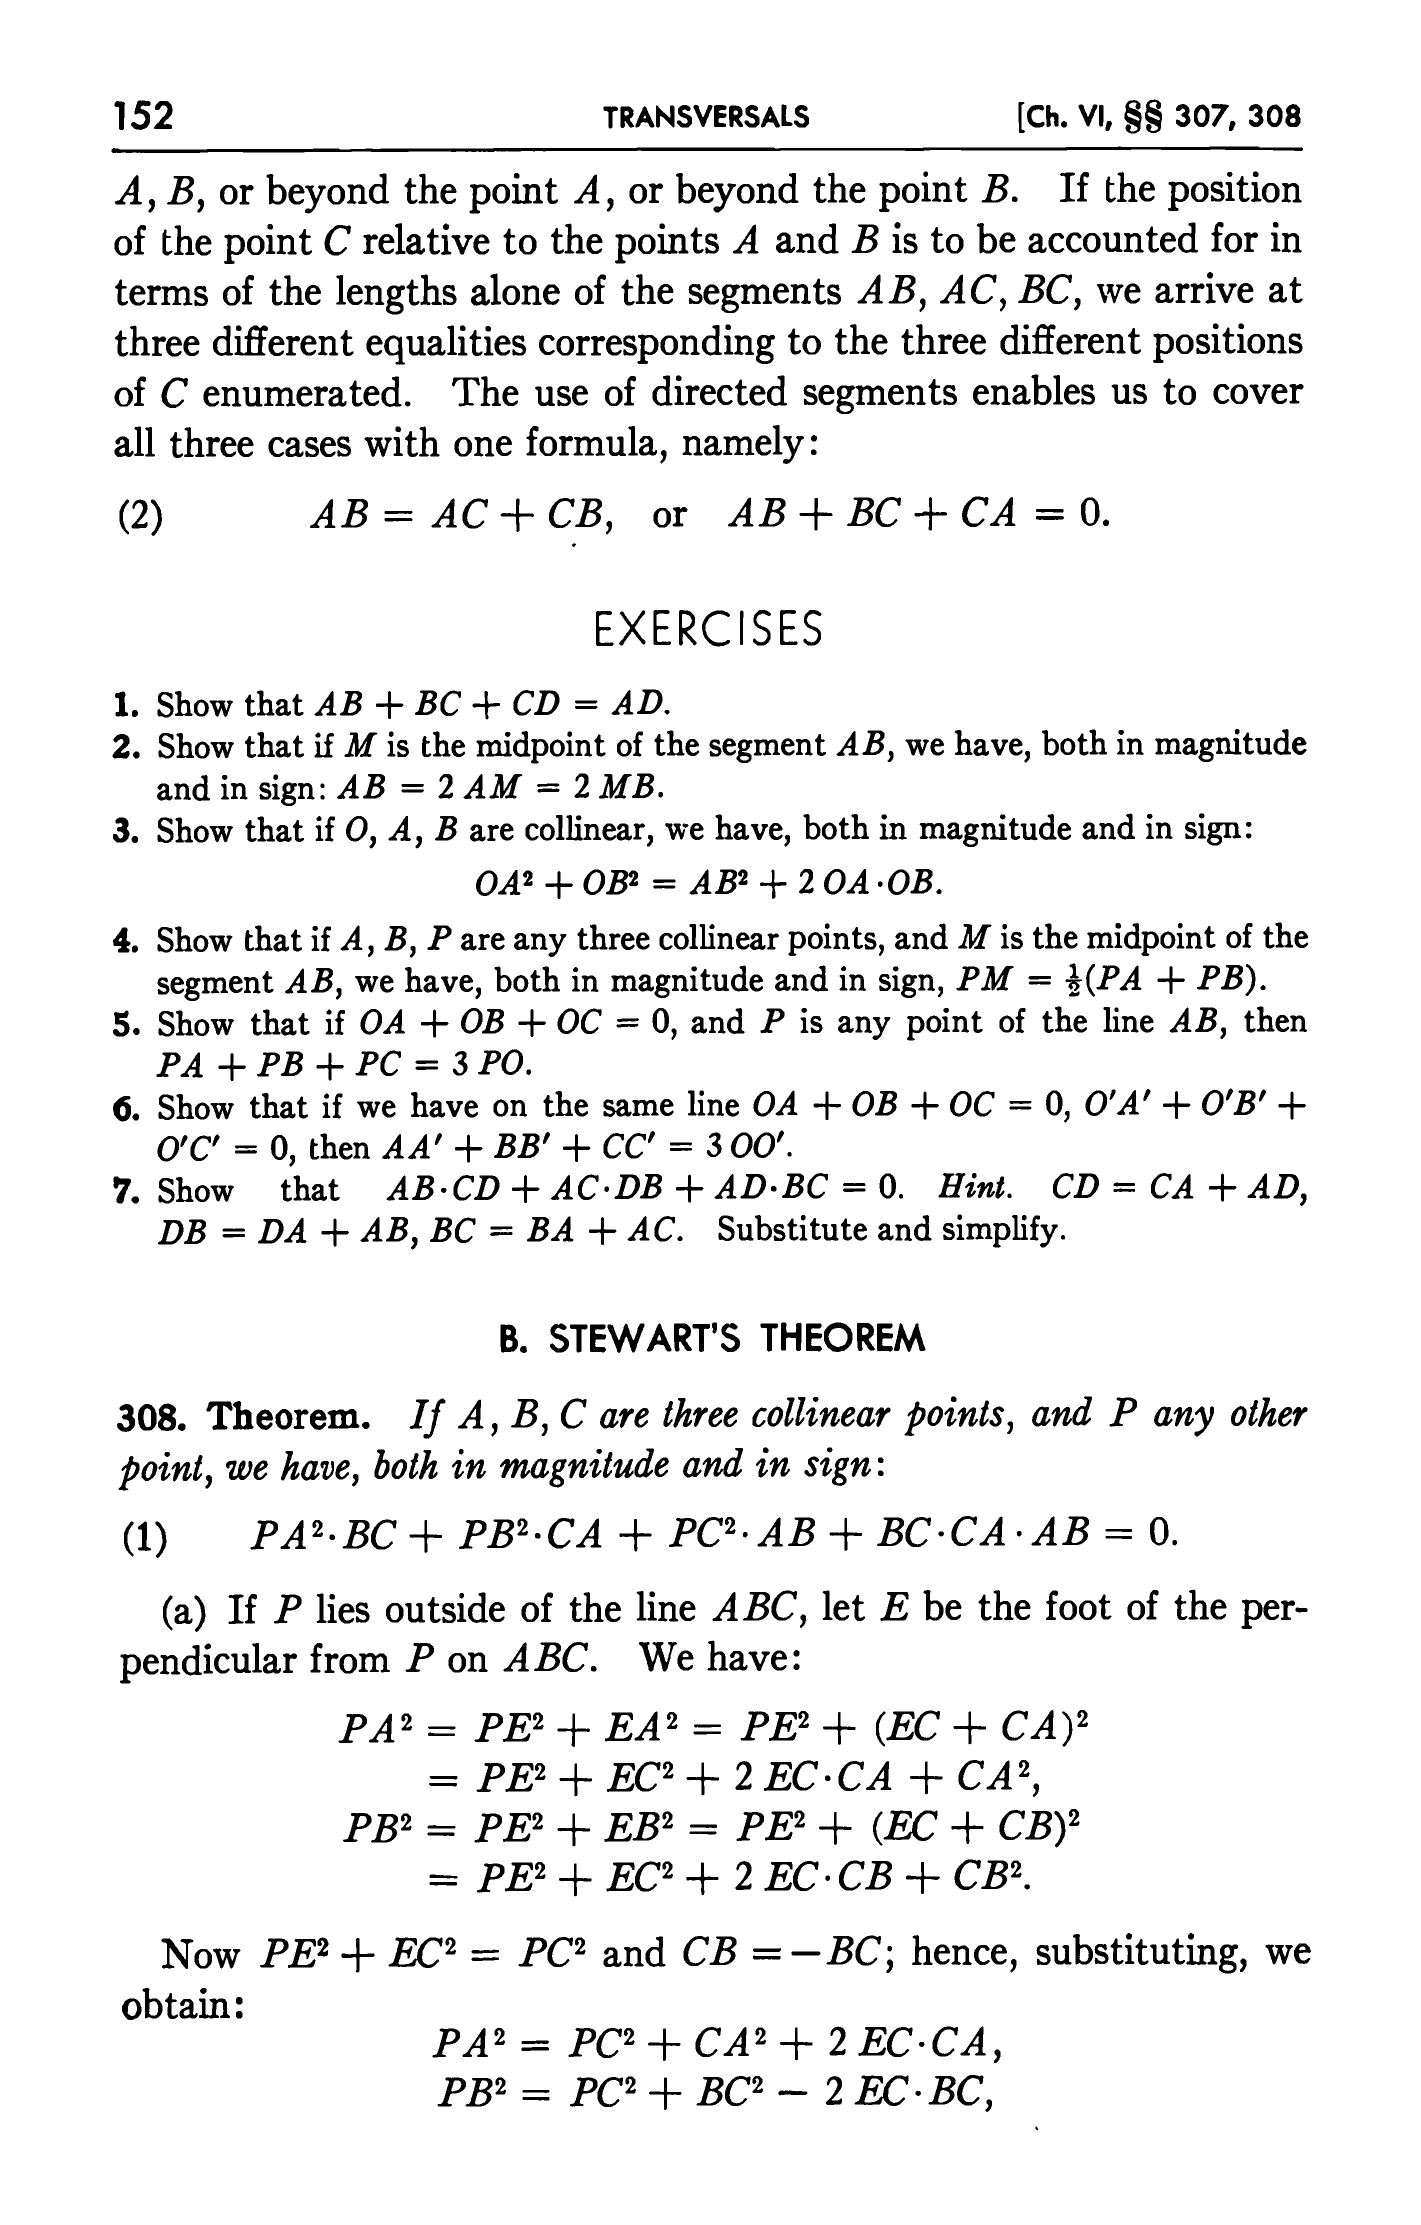 152 TRANSVERSALS [Ch. VI, §§ 307, 308
A, B, or beyond the point A, or beyond the point B. If the position
of the point C relative to the points A and B is to be accounted for in
terms of the lengths alone of the segments AB, AC, BC, we arrive at
three different equalities corresponding to the three different positions
of C enumerated. The use of directed segments enables us to cover
all three cases with one formula, namely:
(2) AB = AC + CB, or AB + BC + CA = 0.
EXERCISES
1. Show that AB + BC + CD = AD.
2. Show that if M is the midpoint of the segment AB, we have, both in magnitude
and in sign: AB = 2 AM = 2 MB.
3. Show that if O, A, B are collinear, we have, both in magnitude and in sign:
OA² + OB² = AB² + 2 OA·OB.
4. Show that if A, B, P are any three collinear points, and M is the midpoint of the
segment AB, we have, both in magnitude and in sign, PM = ½(PA + PB).
5. Show that if OA + OB + OC = 0, and P is any point of the line AB, then
PA + PB + PC = 3 PO.
6. Show that if we have on the same line OA + OB + OC = 0, O'A' + O'B' +
O'C' = 0, then AA' + BB' + CC' = 3 OO'.
7. Show that AB·CD + AC·DB + AD·BC = 0. Hint. CD = CA + AD,
DB = DA + AB, BC = BA + AC. Substitute and simplify.
B. STEWART'S THEOREM
308. Theorem. If A, B, C are three collinear points, and P any other
point, we have, both in magnitude and in sign:
(1) PA²·BC + PB²·CA + PC²·AB + BC·CA·AB = 0.
(a) If P lies outside of the line ABC, let E be the foot of the per-
pendicular from P on ABC. We have:
PA² = PE² + EA² = PE² + (EC + CA)²
= PE² + EC² + 2 EC·CA + CA²,
PB² = PE² + EB² = PE² + (EC + CB)²
= PE² + EC² + 2 EC·CB + CB².
Now PE² + EC² = PC² and CB = −BC; hence, substituting, we
obtain:
PA² = PC² + CA² + 2 EC·CA,
PB² = PC² + BC² − 2 EC·BC,